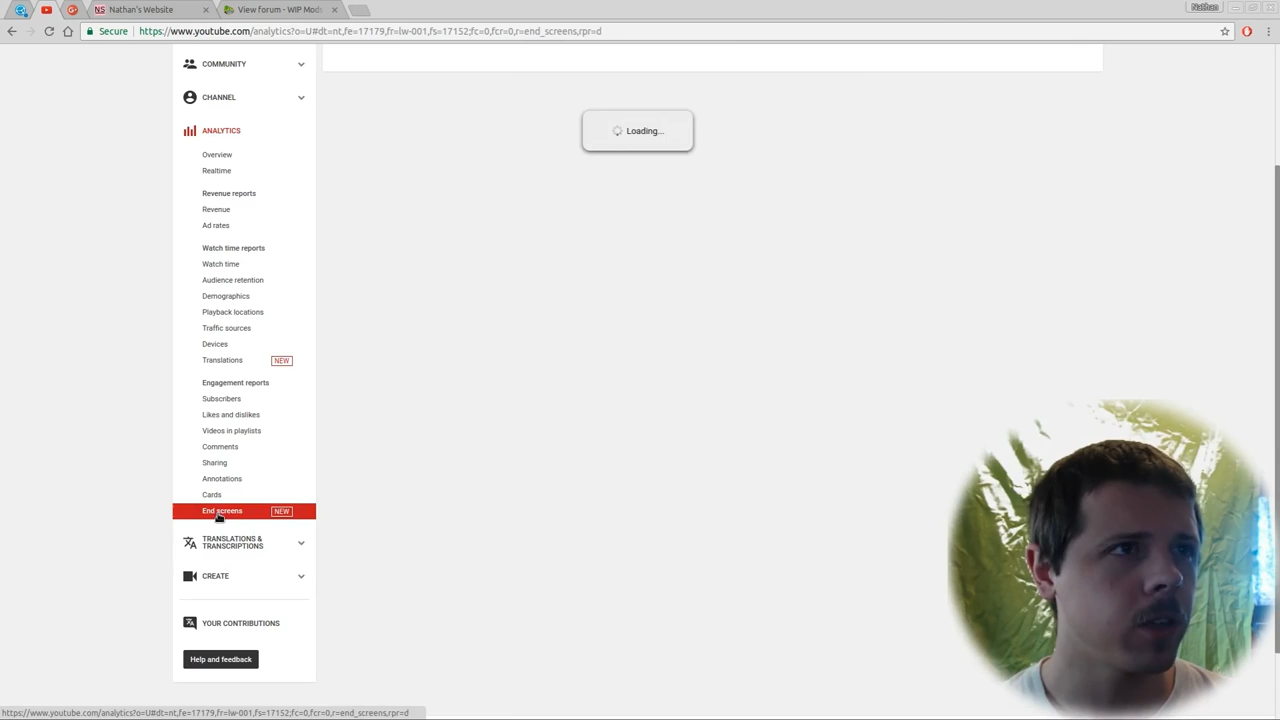 Nathan's Website
View forum - WIP Mods
Nathan
Secure
https://www.youtube.com/analytics?o=U#dt=nt,fe=17179,fr=lw-001,fs=17152;fc=0,fcr=0,r=end_screens,rpr=d
COMMUNITY
CHANNEL
Loading...
ANALYTICS
Overview
Realtime
Revenue reports
Revenue
Ad rates
Watch time reports
Watch time
Audience retention
Demographics
Playback locations
Traffic sources
Devices
Translations NEW
Engagement reports
Subscribers
Likes and dislikes
Videos in playlists
Comments
Sharing
Annotations
Cards
End screens NEW
TRANSLATIONS &
TRANSCRIPTIONS
CREATE
YOUR CONTRIBUTIONS
Help and feedback
https://www.youtube.com/analytics?o=U#dt=nt,fe=17179,fr=lw-001,fs=17152;fc=0,fcr=0,r=end_screens,rpr=d